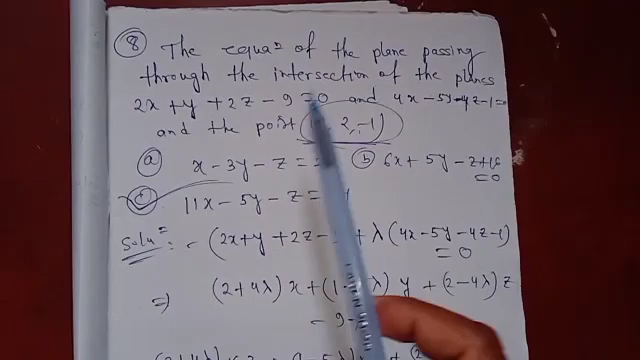 ⑧ The equaⁿ of the plane passing
through the intersection of the planes
2x + y + 2z - 9 = 0 and 4x - 5y - 4z - 1 = 0
and the point ( , 2, -1)
ⓐ x - 3y - z = ⓑ 6x + 5y - z + 18 = 0
ⓒ 11x - 5y - z =
Soluⁿ :- (2x + y + 2z - + λ(4x - 5y - 4z - 1) = 0
⇒ (2 + 4λ) x + (1 - λ) y + (2 - 4λ) z
- 9